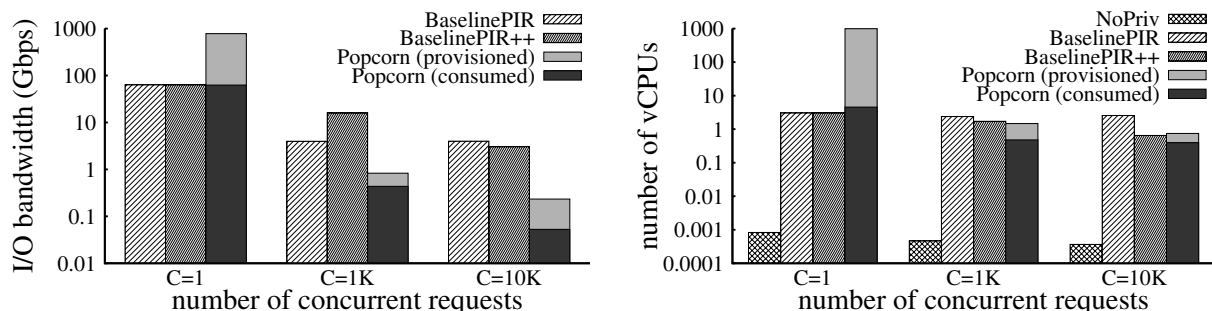 I/O bandwidth (Gbps)
1000
100
10
1
0.1
0.01
BaselinePIR
BaselinePIR++
Popcorn (provisioned)
Popcorn (consumed)
C=1
C=1K
C=10K
number of concurrent requests
number of vCPUs
1000
100
10
1
0.1
0.01
0.001
0.0001
NoPriv
BaselinePIR
BaselinePIR++
Popcorn (provisioned)
Popcorn (consumed)
C=1
C=1K
C=10K
number of concurrent requests